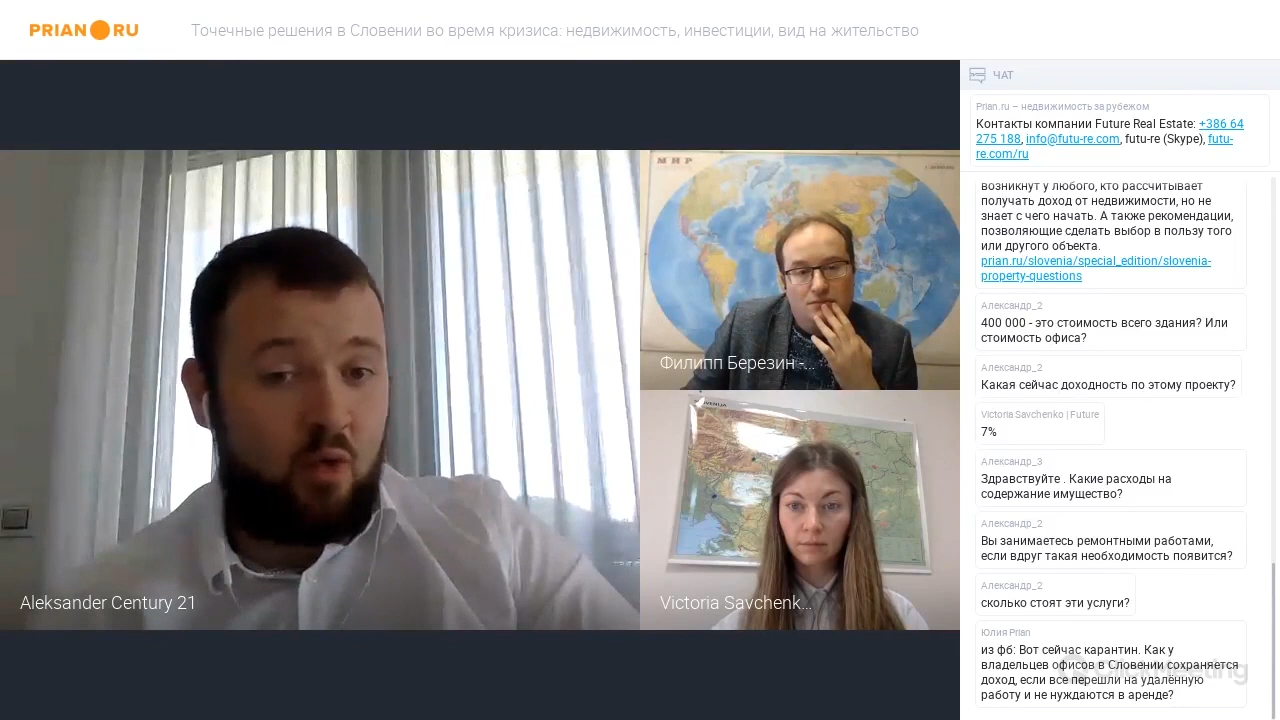 PRIAN RU
Точечные решения в Словении во время кризиса: недвижимость, инвестиции, вид на жительство
МИР
Филипп Березин -...
Aleksander Century 21
SLOVENIJA
Victoria Savchenk...
ЧАТ
Prian.ru – недвижимость за рубежом
Контакты компании Future Real Estate: +386 64
275 188, info@futu-re.com, futu-re (Skype), futu-
re.com/ru
возникнут у любого, кто рассчитывает
получать доход от недвижимости, но не
знает с чего начать. А также рекомендации,
позволяющие сделать выбор в пользу того
или другого объекта.
prian.ru/slovenia/special_edition/slovenia-
property-questions
Александр_2
400 000 - это стоимость всего здания? Или
стоимость офиса?
Александр_2
Какая сейчас доходность по этому проекту?
Victoria Savchenko | Future
7%
Александр_3
Здравствуйте . Какие расходы на
содержание имущество?
Александр_2
Вы занимаетесь ремонтными работами,
если вдруг такая необходимость появится?
Александр_2
сколько стоят эти услуги?
Юлия Prian
из фб: Вот сейчас карантин. Как у
владельцев офисов в Словении сохраняется
доход, если все перешли на удаленную
работу и не нуждаются в аренде?
ClickMeeting